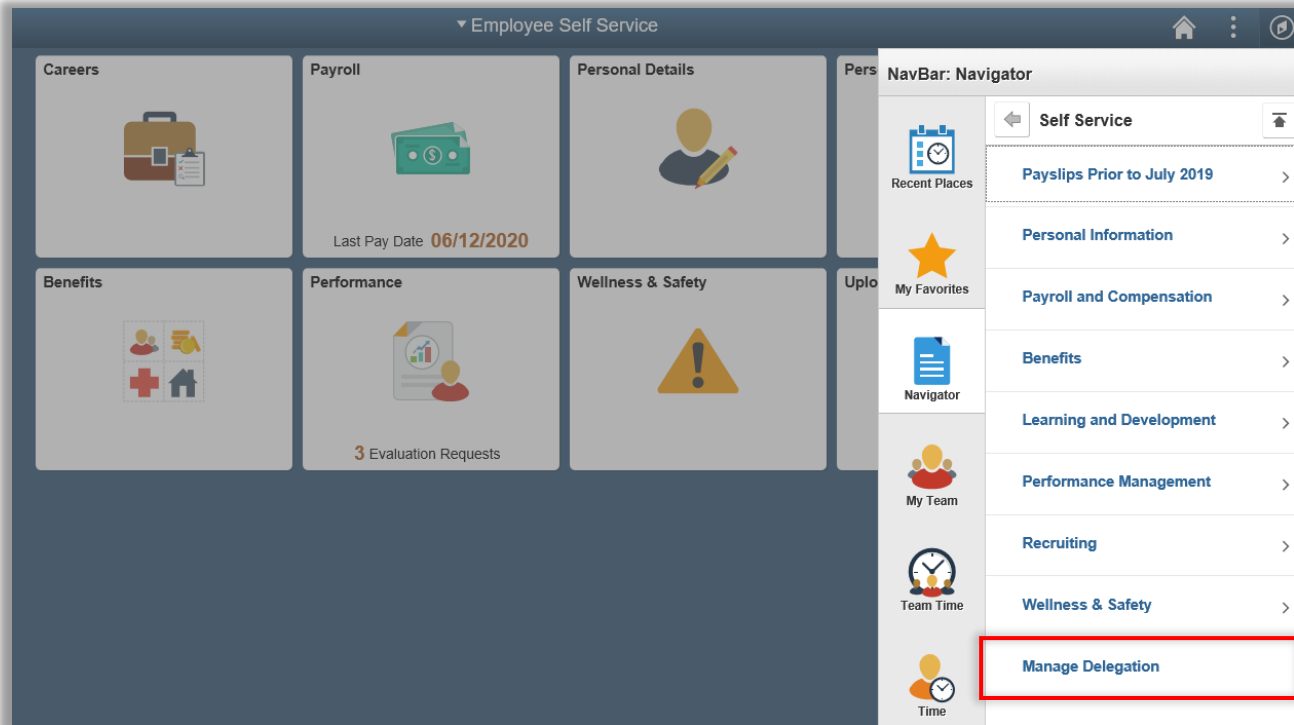 Employee Self Service
Careers
Payroll
Last Pay Date 06/12/2020
Personal Details
Pers
Benefits
Performance
3 Evaluation Requests
Wellness & Safety
Uplo
NavBar: Navigator
Recent Places
My Favorites
Navigator
My Team
Team Time
Time
Self Service
Payslips Prior to July 2019
Personal Information
Payroll and Compensation
Benefits
Learning and Development
Performance Management
Recruiting
Wellness & Safety
Manage Delegation